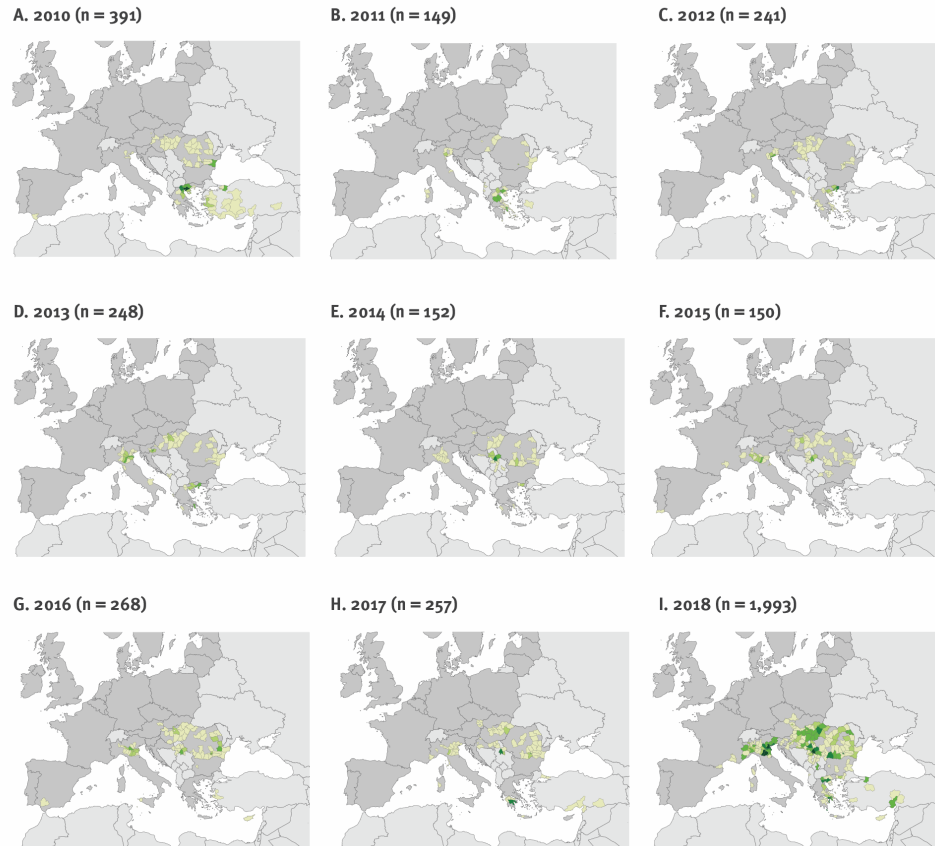 A. 2010 (n = 391)
B. 2011 (n = 149)
C. 2012 (n = 241)
D. 2013 (n = 248)
E. 2014 (n = 152)
F. 2015 (n = 150)
G. 2016 (n = 268)
H. 2017 (n = 257)
I. 2018 (n = 1,993)